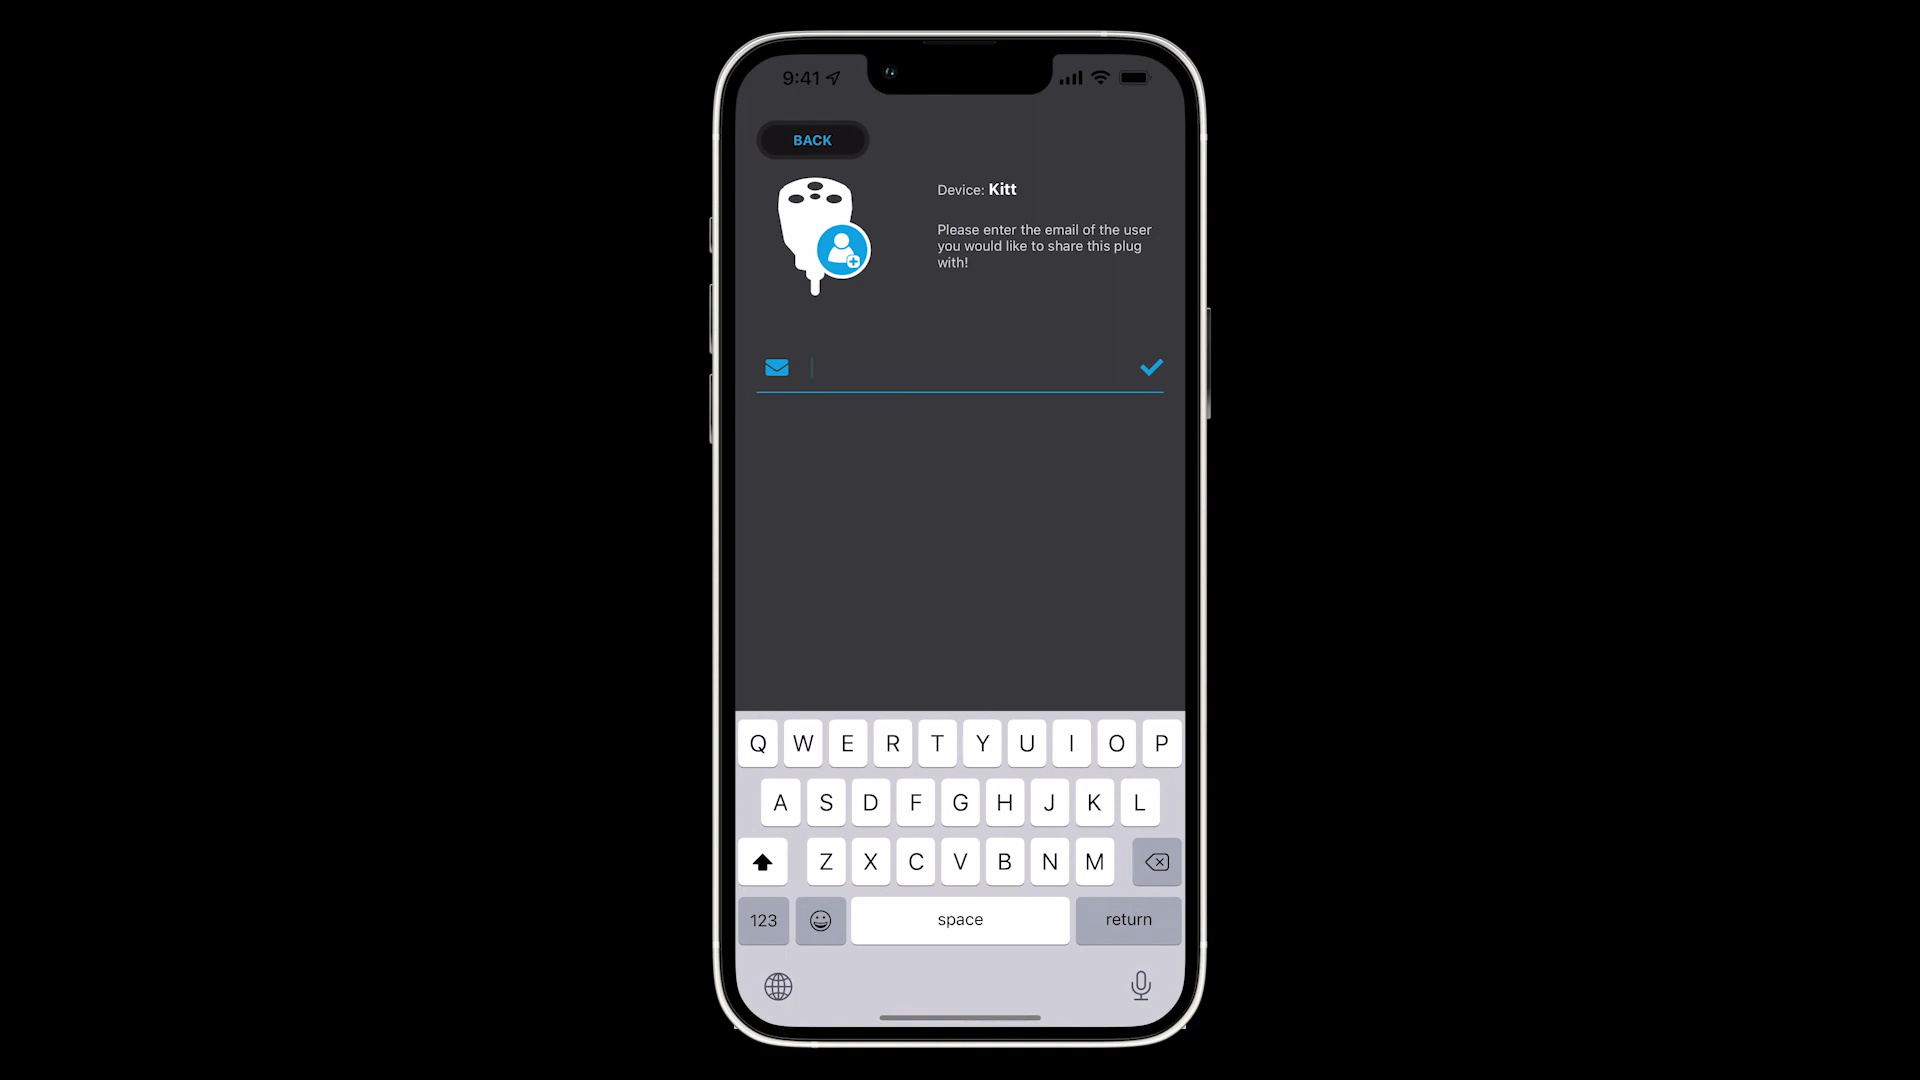 9:41
BACK
Device: Kitt
Please enter the email of the user
you would like to share this plug
with!
Q W E R T Y U I O P
A S D F G H J K L
Z X C V B N M
123 space return